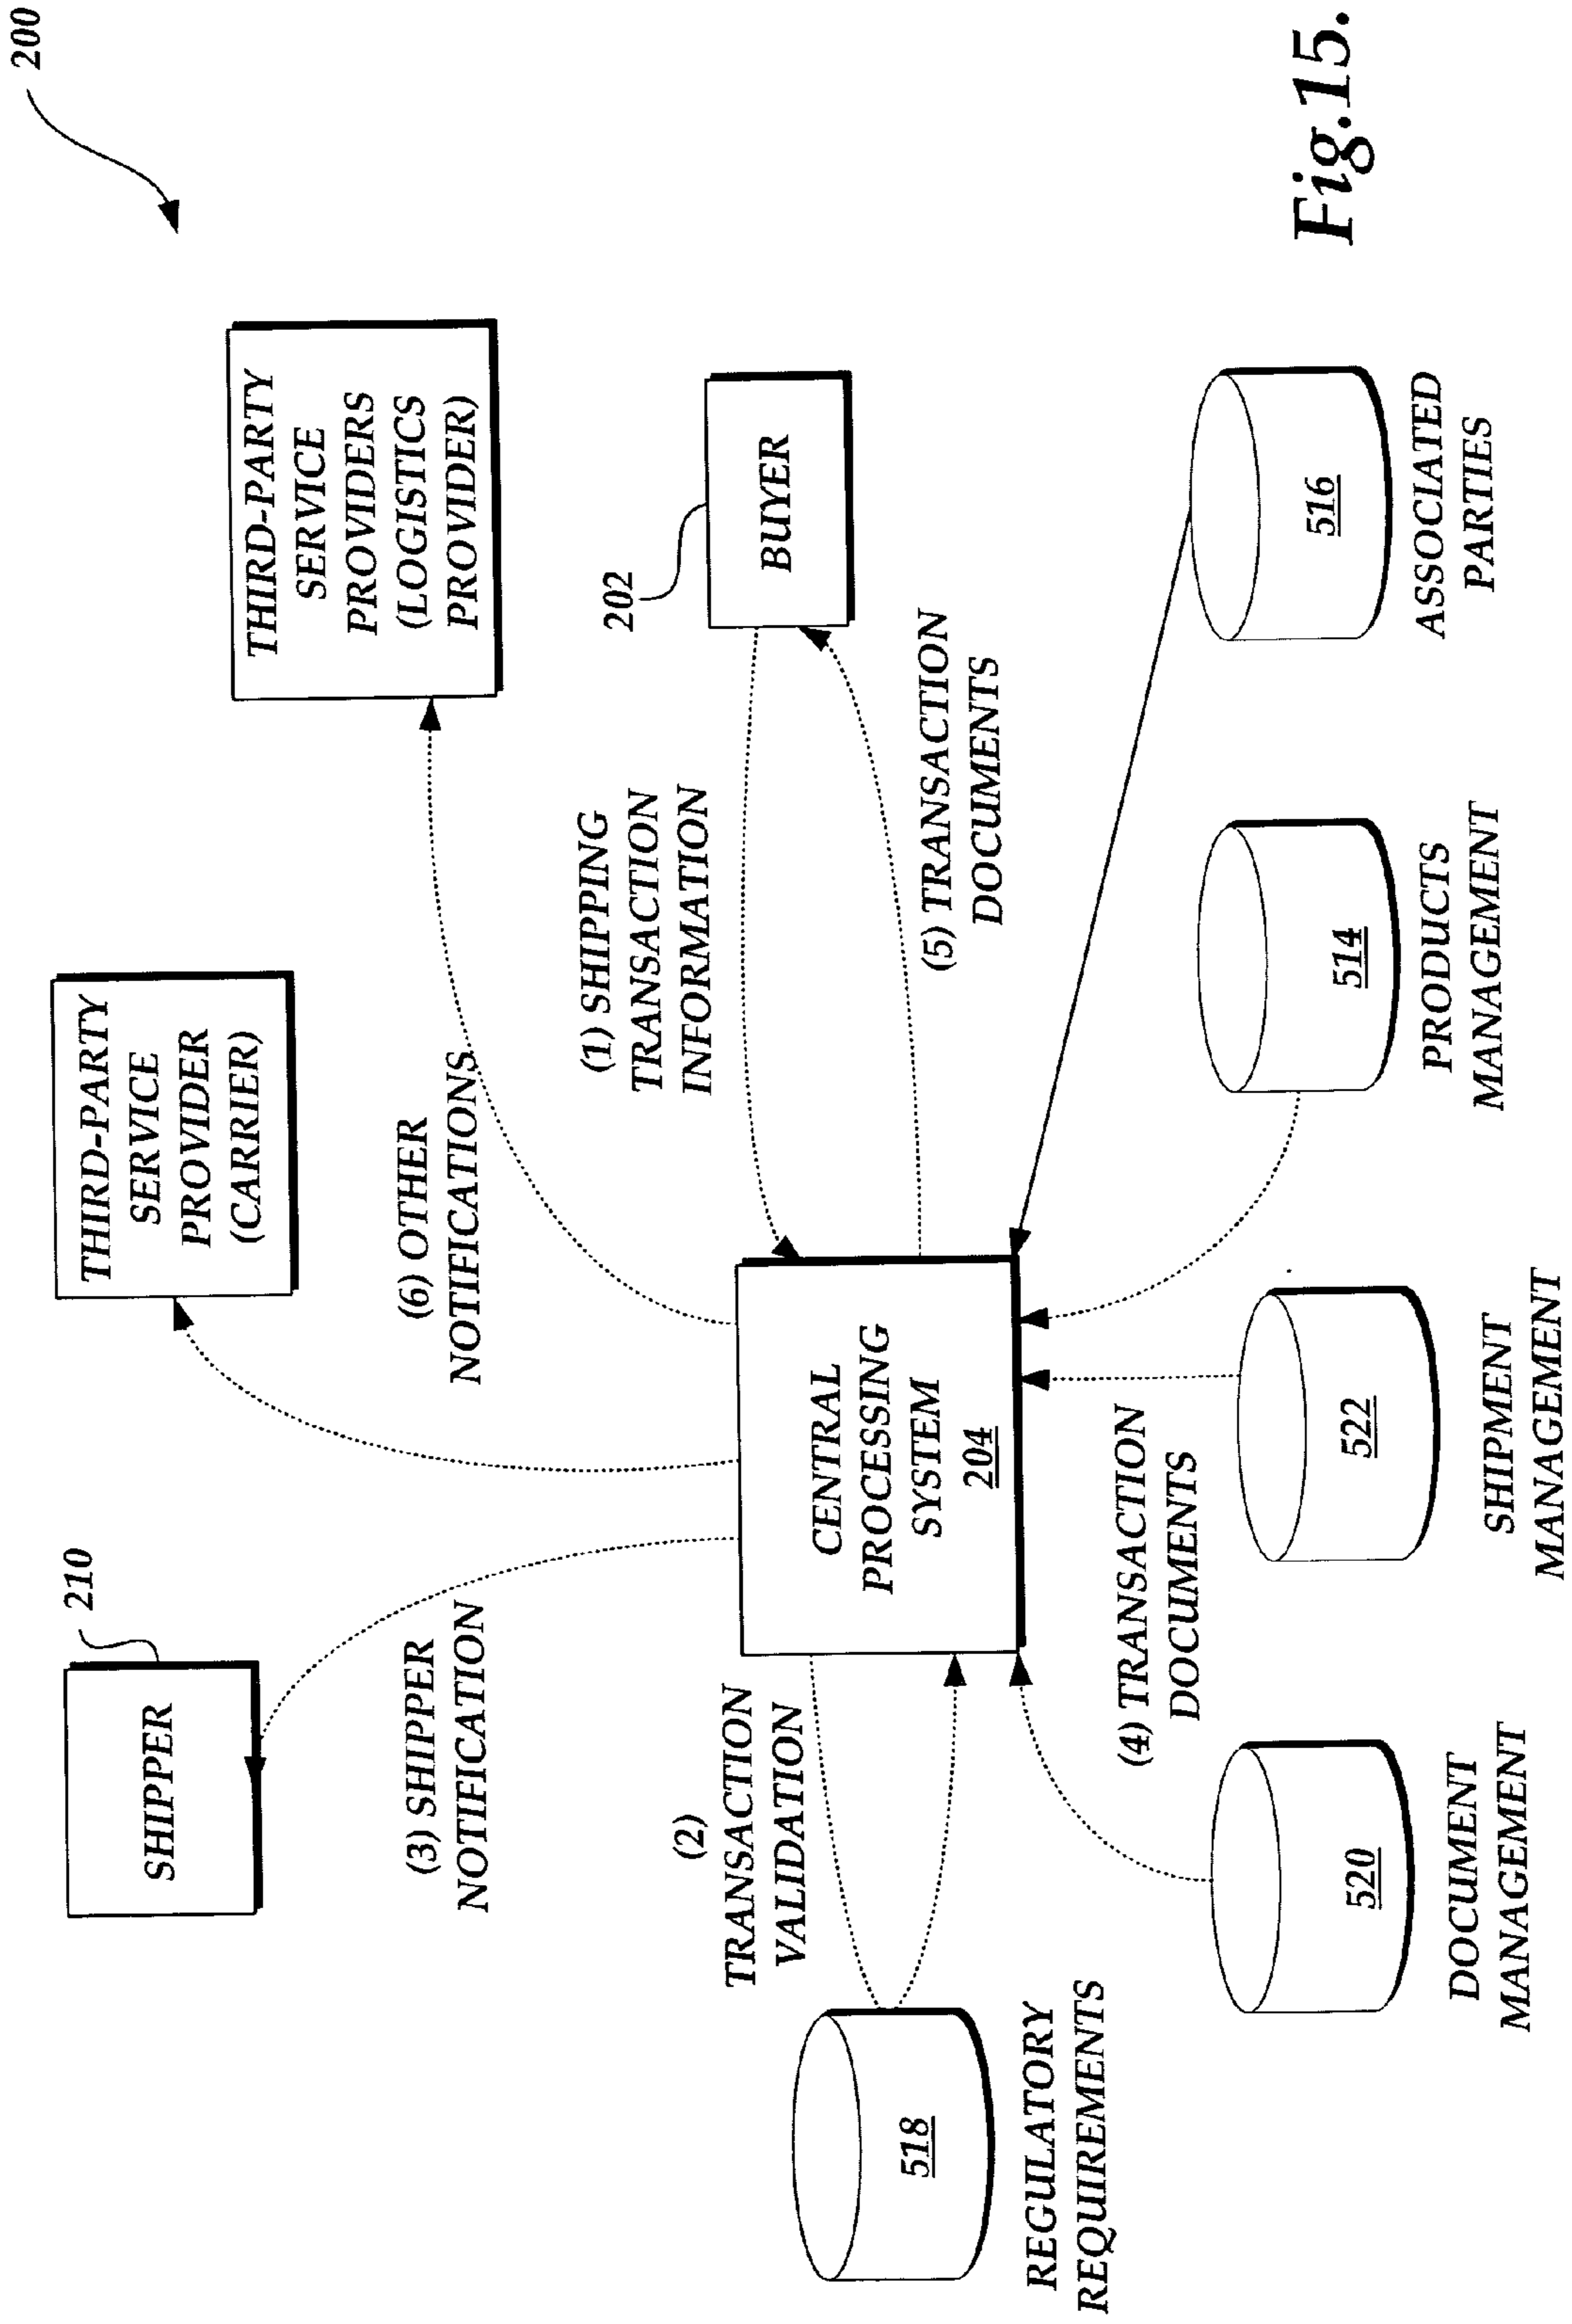 200
SHIPPER
210
THIRD-PARTY
SERVICE
PROVIDER
(CARRIER)
THIRD-PARTY
SERVICE
PROVIDERS
(LOGISTICS
PROVIDER)
(3) SHIPPER
NOTIFICATION
(6) OTHER
NOTIFICATIONS
(1) SHIPPING
TRANSACTION
INFORMATION
202
BUYER
(2)
TRANSACTION
VALIDATION
CENTRAL
PROCESSING
SYSTEM
204
(5) TRANSACTION
DOCUMENTS
518
REGULATORY
REQUIREMENTS
(4) TRANSACTION
DOCUMENTS
520
DOCUMENT
MANAGEMENT
522
SHIPMENT
MANAGEMENT
514
PRODUCTS
MANAGEMENT
516
ASSOCIATED
PARTIES
Fig.15.